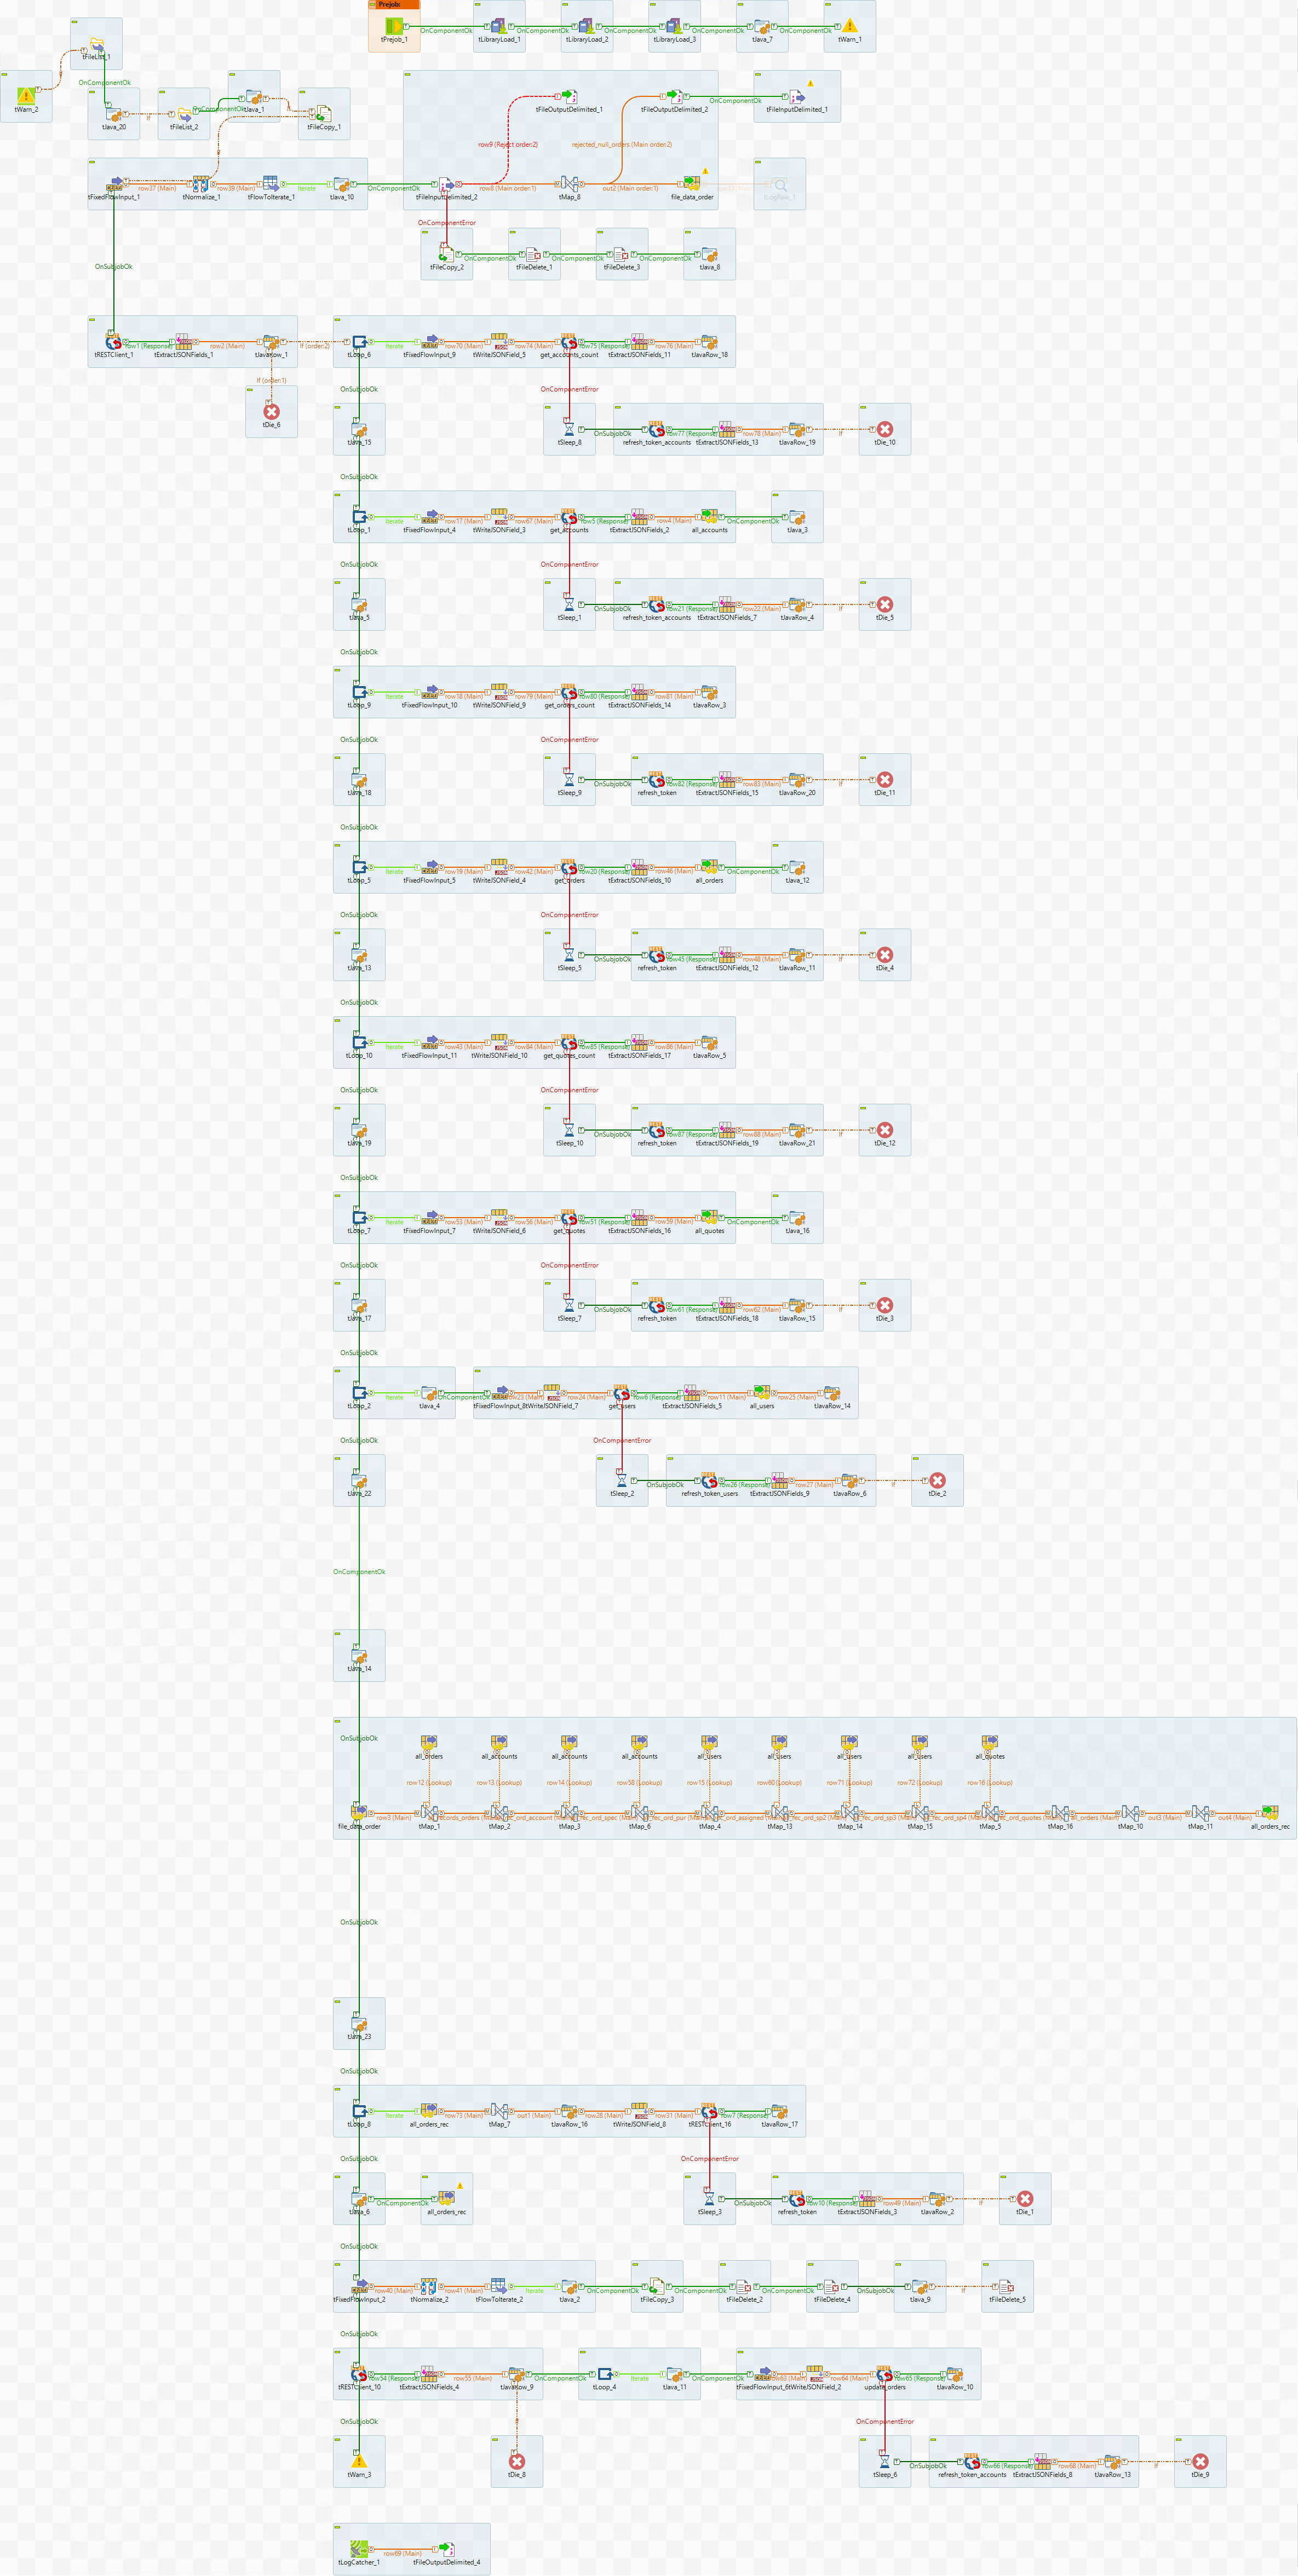 Prejob:
tPrejob_1 OnComponentOk tLibraryLoad_1 OnComponentOk tLibraryLoad_2 OnComponentOk tLibraryLoad_3 OnComponentOk tJava_7 OnComponentOk tWarn_1
tFileList_1
OnComponentOk
tWarn_2
tJava_20 If tFileList_2 OnComponentOk tJava_1 If tFileCopy_1
tFileOutputDelimited_1 tFileOutputDelimited_2 OnComponentOk tFileInputDelimited_1
row9 (Reject order:2) rejected_null_orders (Main order:2)
tFixedFlowInput_1 row37 (Main) tNormalize_1 row39 (Main) tFlowToIterate_1 Iterate tJava_10 OnComponentOk tFileInputDelimited_2 row8 (Main order:1) tMap_8 out2 (Main order:1) file_data_order tLogRow_1
OnComponentError
tFileCopy_2 OnComponentOk tFileDelete_1 OnComponentOk tFileDelete_3 OnComponentOk tJava_8
OnSubjobOk
tRESTClient_1 row1 (Response) tExtractJSONFields_1 row2 (Main) tJavaRow_1 If (order:2) tLoop_6 Iterate tFixedFlowInput_9 row70 (Main) tWriteJSONField_5 row74 (Main) get_accounts_count row75 (Response) tExtractJSONFields_11 row76 (Main) tJavaRow_18
If (order:1)
tDie_6
OnSubjobOk OnComponentError
tJava_15 tSleep_8 OnSubjobOk refresh_token_accounts row77 (Response) tExtractJSONFields_13 row78 (Main) tJavaRow_19 If tDie_10
OnSubjobOk
tLoop_1 Iterate tFixedFlowInput_4 row17 (Main) tWriteJSONField_3 row67 (Main) get_accounts row5 (Response) tExtractJSONFields_2 row4 (Main) all_accounts OnComponentOk tJava_3
OnSubjobOk OnComponentError
tJava_5 tSleep_1 OnSubjobOk refresh_token_accounts row21 (Response) tExtractJSONFields_7 row22 (Main) tJavaRow_4 If tDie_5
OnSubjobOk
tLoop_9 Iterate tFixedFlowInput_10 row18 (Main) tWriteJSONField_9 row79 (Main) get_orders_count row80 (Response) tExtractJSONFields_14 row81 (Main) tJavaRow_3
OnSubjobOk OnComponentError
tJava_18 tSleep_9 OnSubjobOk refresh_token row82 (Response) tExtractJSONFields_15 row83 (Main) tJavaRow_20 If tDie_11
OnSubjobOk
tLoop_5 Iterate tFixedFlowInput_5 row19 (Main) tWriteJSONField_4 row42 (Main) get_orders row20 (Response) tExtractJSONFields_10 row46 (Main) all_orders OnComponentOk tJava_12
OnSubjobOk OnComponentError
tJava_13 tSleep_5 OnSubjobOk refresh_token row45 (Response) tExtractJSONFields_12 row48 (Main) tJavaRow_11 If tDie_4
OnSubjobOk
tLoop_10 Iterate tFixedFlowInput_11 row43 (Main) tWriteJSONField_10 row84 (Main) get_quotes_count row85 (Response) tExtractJSONFields_17 row86 (Main) tJavaRow_5
OnSubjobOk OnComponentError
tJava_19 tSleep_10 OnSubjobOk refresh_token row87 (Response) tExtractJSONFields_19 row88 (Main) tJavaRow_21 If tDie_12
OnSubjobOk
tLoop_7 Iterate tFixedFlowInput_7 row53 (Main) tWriteJSONField_6 row56 (Main) get_quotes row51 (Response) tExtractJSONFields_16 row59 (Main) all_quotes OnComponentOk tJava_16
OnSubjobOk OnComponentError
tJava_17 tSleep_7 OnSubjobOk refresh_token row61 (Response) tExtractJSONFields_18 row62 (Main) tJavaRow_15 If tDie_3
OnSubjobOk
tLoop_2 Iterate tJava_4 OnComponentOk tFixedFlowInput_8 row23 (Main) tWriteJSONField_7 row24 (Main) get_users row6 (Response) tExtractJSONFields_5 row11 (Main) all_users row25 (Main) tJavaRow_14
OnSubjobOk OnComponentError
tJava_22 tSleep_2 OnSubjobOk refresh_token_users row26 (Response) tExtractJSONFields_9 row27 (Main) tJavaRow_6 If tDie_2
OnComponentOk
tJava_14
OnSubjobOk
all_orders all_accounts all_accounts all_accounts all_users all_users all_users all_users all_quotes
row12 (Lookup) row13 (Lookup) row14 (Lookup) row58 (Lookup) row15 (Lookup) row60 (Lookup) row71 (Lookup) row72 (Lookup) row16 (Lookup)
file_data_order row3 (Main) tMap_1 tMap_2 tMap_3 tMap_6 tMap_4 tMap_13 tMap_14 tMap_15 tMap_5 tMap_16 tMap_10 out3 (Main) tMap_11 out4 (Main) all_orders_rec
OnSubjobOk
tJava_23
OnSubjobOk
tLoop_8 Iterate all_orders_rec row73 (Main) tMap_7 out1 (Main) tJavaRow_16 row28 (Main) tWriteJSONField_8 row31 (Main) tRESTClient_16 row7 (Response) tJavaRow_17
OnSubjobOk OnComponentError
tJava_6 OnComponentOk all_orders_rec tSleep_3 OnSubjobOk refresh_token row10 (Response) tExtractJSONFields_3 row49 (Main) tJavaRow_2 If tDie_1
OnSubjobOk
tFixedFlowInput_2 row40 (Main) tNormalize_2 row41 (Main) tFlowToIterate_2 Iterate tJava_2 OnComponentOk tFileCopy_3 OnComponentOk tFileDelete_2 OnComponentOk tFileDelete_4 OnSubjobOk tJava_9 If tFileDelete_5
OnSubjobOk
tRESTClient_10 row54 (Response) tExtractJSONFields_4 row55 (Main) tJavaRow_9 OnComponentOk tLoop_4 Iterate tJava_11 OnComponentOk tFixedFlowInput_6 row63 (Main) tWriteJSONField_2 row64 (Main) update_orders row65 (Response) tJavaRow_10
OnSubjobOk If OnComponentError
tWarn_3 tDie_8 tSleep_6 OnSubjobOk refresh_token_accounts row66 (Response) tExtractJSONFields_8 row68 (Main) tJavaRow_13 If tDie_9
tLogCatcher_1 row69 (Main) tFileOutputDelimited_4